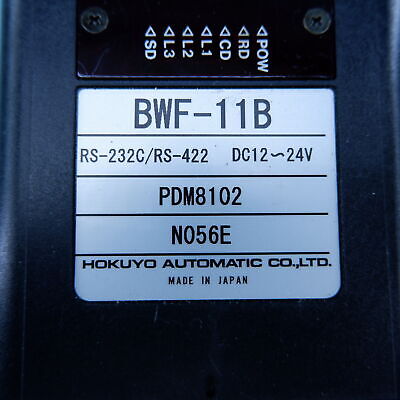 ◁SD
◁L3
◁L2
◁L1
◁CD
◁RD
◁POW
BWF-11B
RS-232C/RS-422 DC12～24V
PDM8102
N056E
HOKUYO AUTOMATIC CO.,LTD.
MADE IN JAPAN